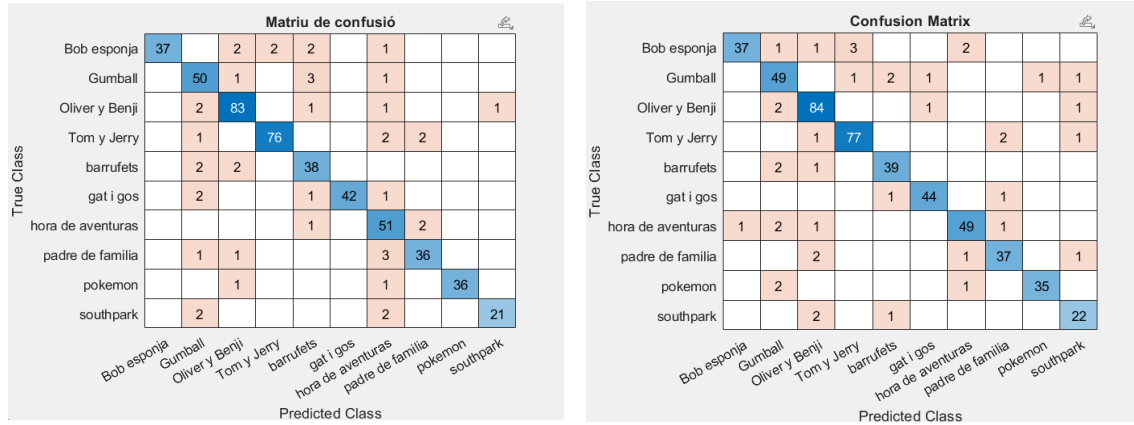 Matriu de confusió
Bob esponja 37 2 2 2 1
Gumball 50 1 3 1
Oliver y Benji 2 83 1 1 1
Tom y Jerry 1 76 2 2
barrufets 2 2 38
gat i gos 2 1 42 1
hora de aventuras 1 51 2
padre de familia 1 1 3 36
pokemon 1 1 36
southpark 2 2 21
Bob esponja Gumball Oliver y Benji Tom y Jerry barrufets gat i gos hora de aventuras padre de familia pokemon southpark
True Class
Predicted Class
Confusion Matrix
Bob esponja 37 1 1 3 2
Gumball 49 1 2 1 1 1
Oliver y Benji 2 84 1 1
Tom y Jerry 1 77 2 1
barrufets 2 1 39
gat i gos 1 44 1
hora de aventuras 1 2 1 49 1
padre de familia 2 1 37 1
pokemon 2 1 35
southpark 2 1 22
Bob esponja Gumball Oliver y Benji Tom y Jerry barrufets gat i gos hora de aventuras padre de familia pokemon southpark
True Class
Predicted Class